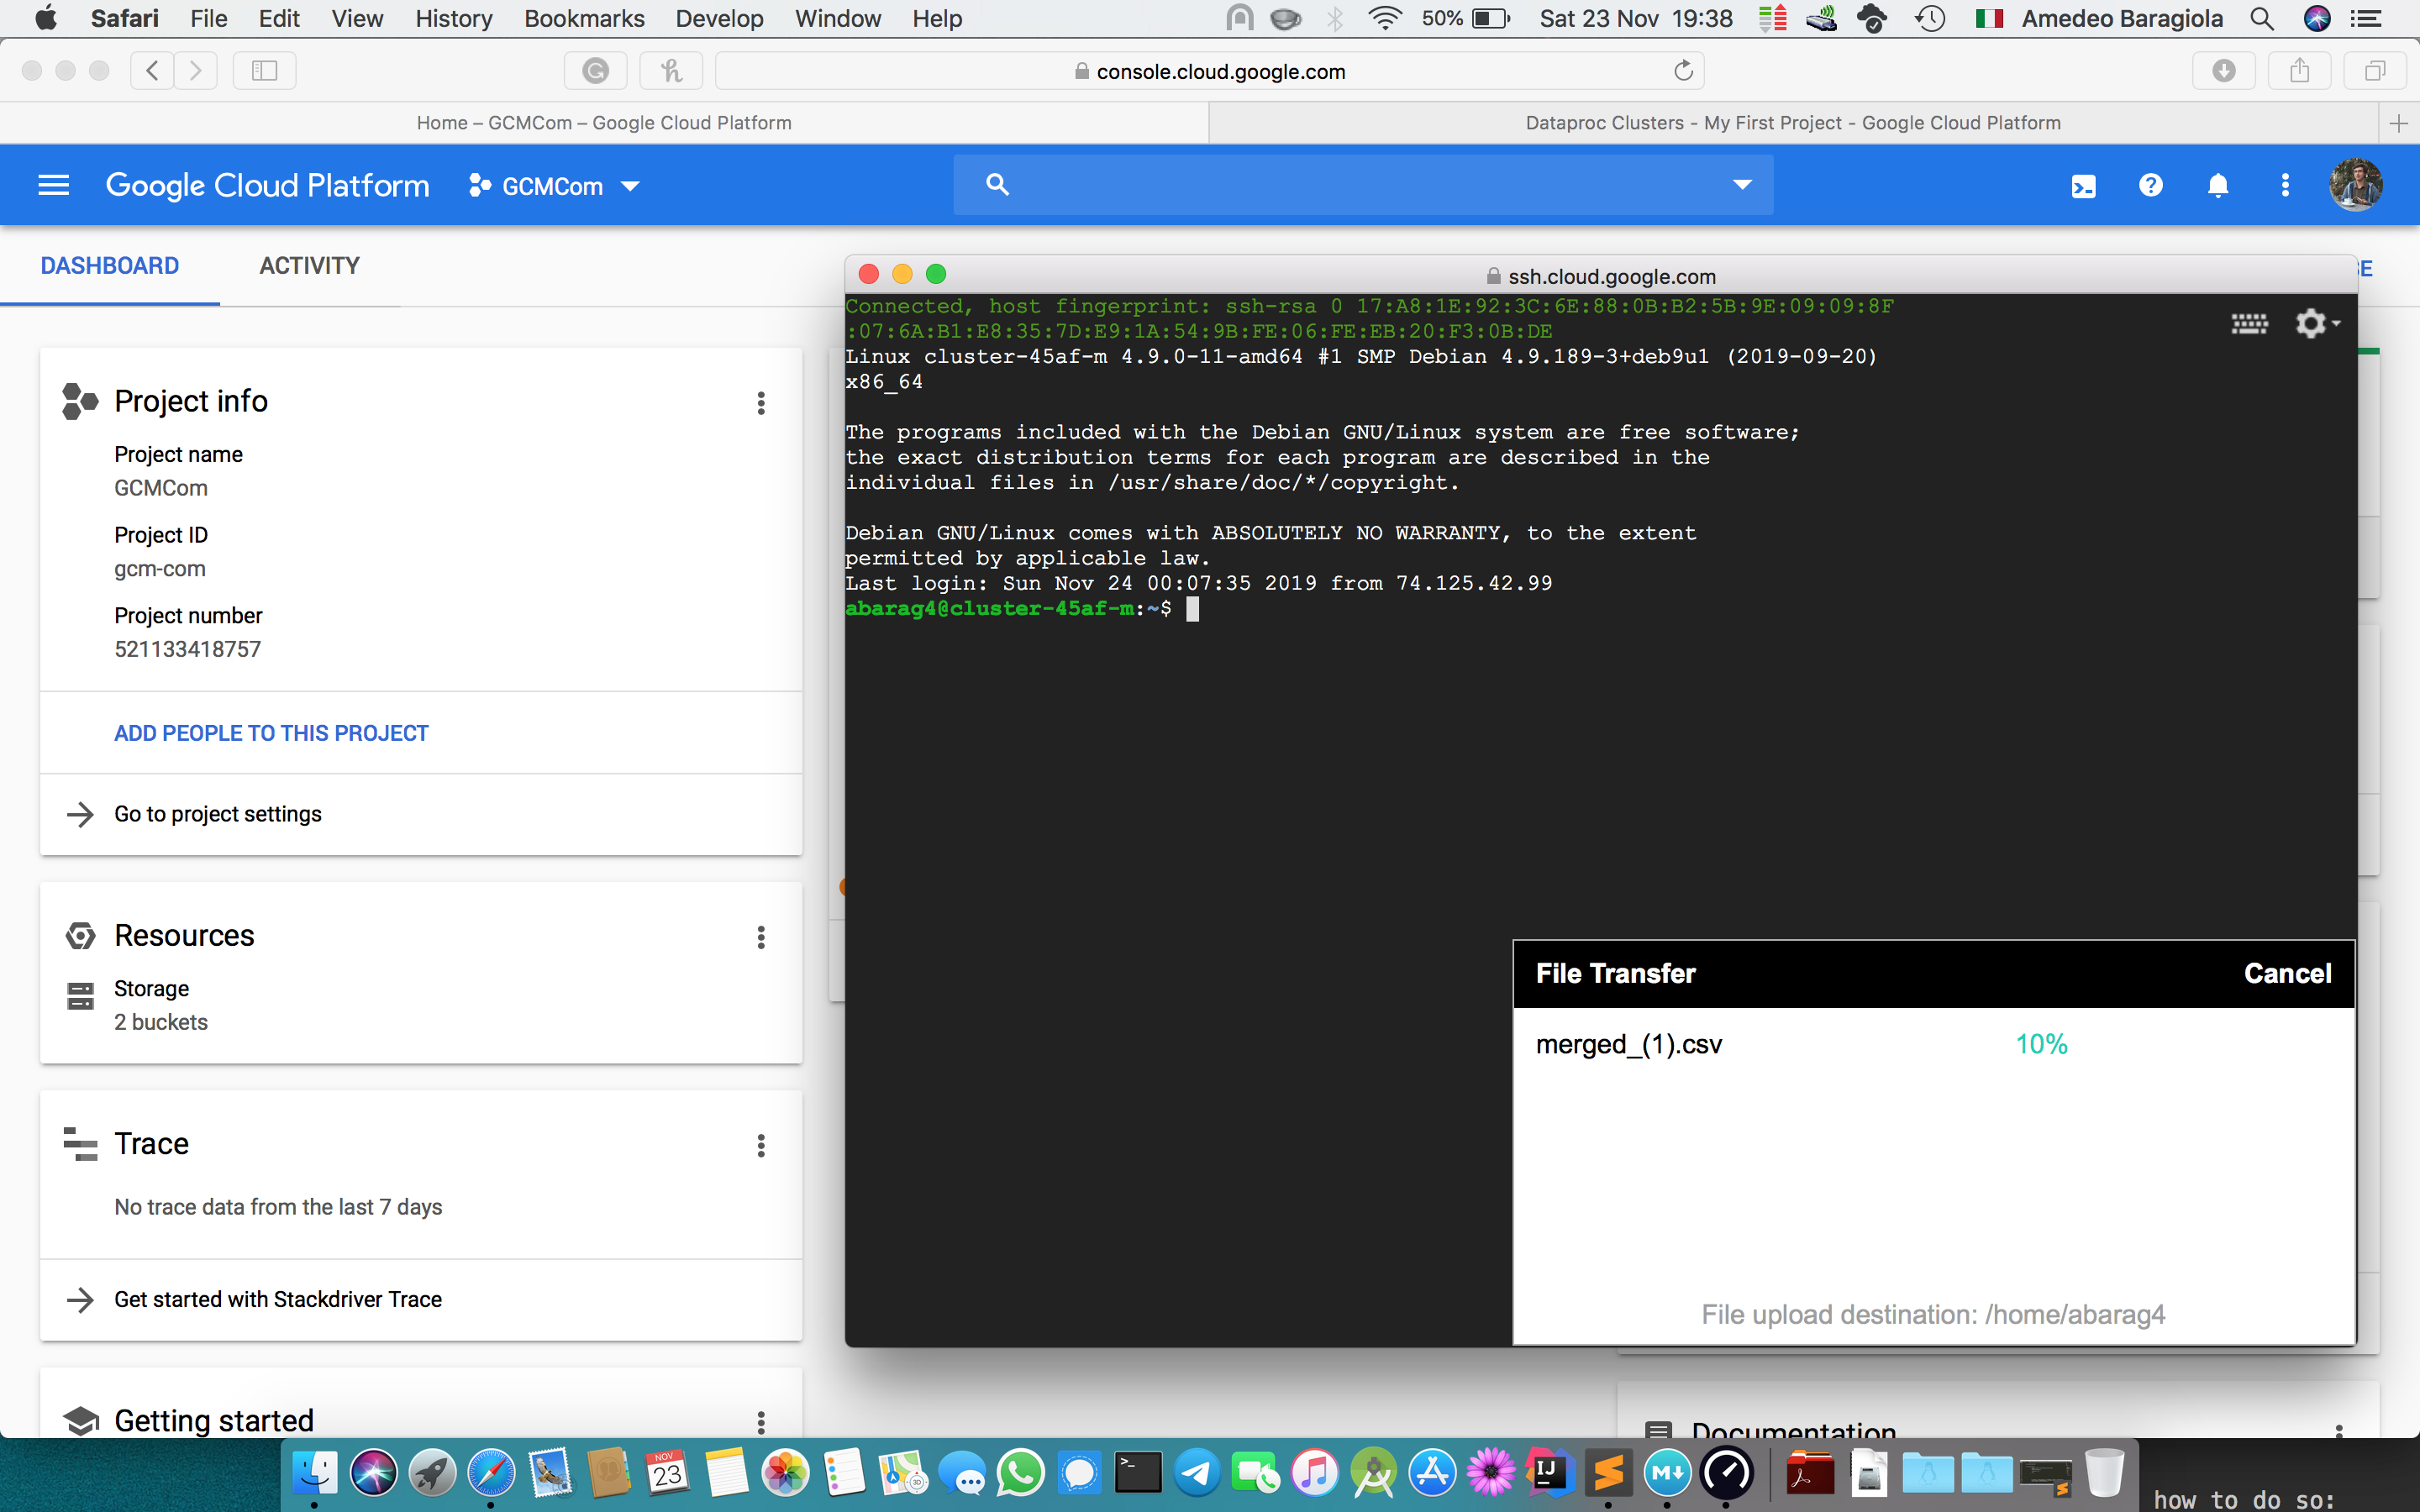 Safari File Edit View History Bookmarks Develop Window Help 50% Sat 23 Nov 19:38 Amedeo Baragiola
console.cloud.google.com
Home – GCMCom – Google Cloud Platform
Dataproc Clusters - My First Project - Google Cloud Platform
Google Cloud Platform GCMCom
DASHBOARD
ACTIVITY
Project info
Project name
GCMCom
Project ID
gcm-com
Project number
521133418757
ADD PEOPLE TO THIS PROJECT
Go to project settings
Resources
Storage
2 buckets
Trace
No trace data from the last 7 days
Get started with Stackdriver Trace
Getting started
ssh.cloud.google.com
Connected, host fingerprint: ssh-rsa 0 17:A8:1E:92:3C:6E:88:0B:B2:5B:9E:09:09:8F
:07:6A:B1:E8:35:7D:E9:1A:54:9B:FE:06:FE:EB:20:F3:0B:DE
Linux cluster-45af-m 4.9.0-11-amd64 #1 SMP Debian 4.9.189-3+deb9u1 (2019-09-20)
x86_64
The programs included with the Debian GNU/Linux system are free software;
the exact distribution terms for each program are described in the
individual files in /usr/share/doc/*/copyright.
Debian GNU/Linux comes with ABSOLUTELY NO WARRANTY, to the extent
permitted by applicable law.
Last login: Sun Nov 24 00:07:35 2019 from 74.125.42.99
abarag4@cluster-45af-m:~$
File Transfer
Cancel
merged_(1).csv
10%
File upload destination: /home/abarag4
Documentation
NOV
23
IJ
M
how to do so: